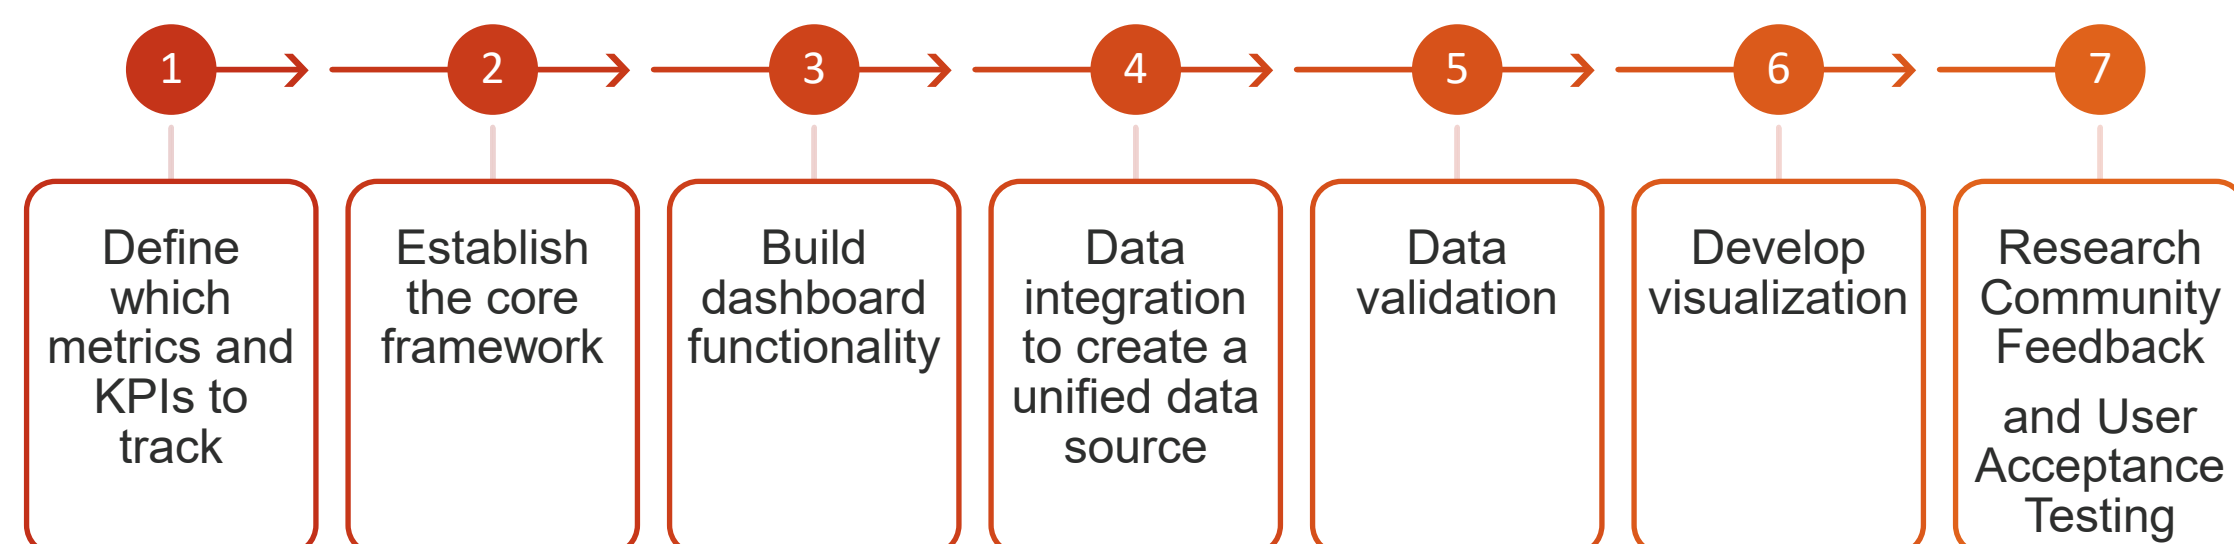 1
2
3
4
5
6
7
Define
which
metrics and
KPIs to
track
Establish
the core
framework
Build
dashboard
functionality
Data
integration
to create a
unified data
source
Data
validation
Develop
visualization
Research
Community
Feedback
and User
Acceptance
Testing